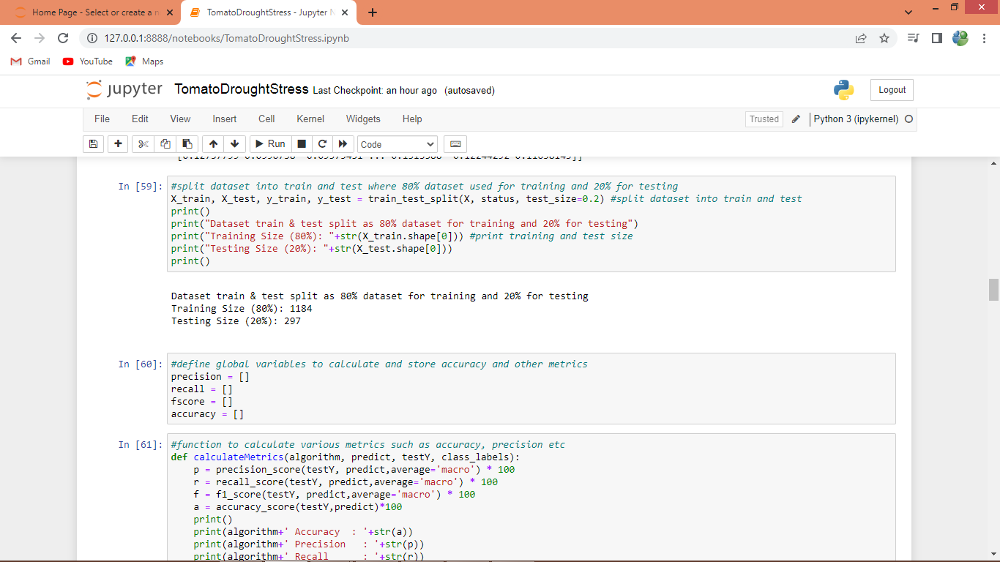 Home Page - Select or create a n
TomatoDroughtStress - Jupyter N
127.0.0.1:8888/notebooks/TomatoDroughtStress.ipynb
Gmail YouTube Maps
jupyter TomatoDroughtStress Last Checkpoint: an hour ago (autosaved)
Logout
File Edit View Insert Cell Kernel Widgets Help
Trusted Python 3 (ipykernel)
Run Code
In [59]: #split dataset into train and test where 80% dataset used for training and 20% for testing
X_train, X_test, y_train, y_test = train_test_split(X, status, test_size=0.2) #split dataset into train and test
print()
print("Dataset train & test split as 80% dataset for training and 20% for testing")
print("Training Size (80%): "+str(X_train.shape[0])) #print training and test size
print("Testing Size (20%): "+str(X_test.shape[0]))
print()
Dataset train & test split as 80% dataset for training and 20% for testing
Training Size (80%): 1184
Testing Size (20%): 297
In [60]: #define global variables to calculate and store accuracy and other metrics
precision = []
recall = []
fscore = []
accuracy = []
In [61]: #function to calculate various metrics such as accuracy, precision etc
def calculateMetrics(algorithm, predict, testY, class_labels):
    p = precision_score(testY, predict,average='macro') * 100
    r = recall_score(testY, predict,average='macro') * 100
    f = f1_score(testY, predict,average='macro') * 100
    a = accuracy_score(testY,predict)*100
    print()
    print(algorithm+' Accuracy  : '+str(a))
    print(algorithm+' Precision   : '+str(p))
    print(algorithm+' Recall      : '+str(r))